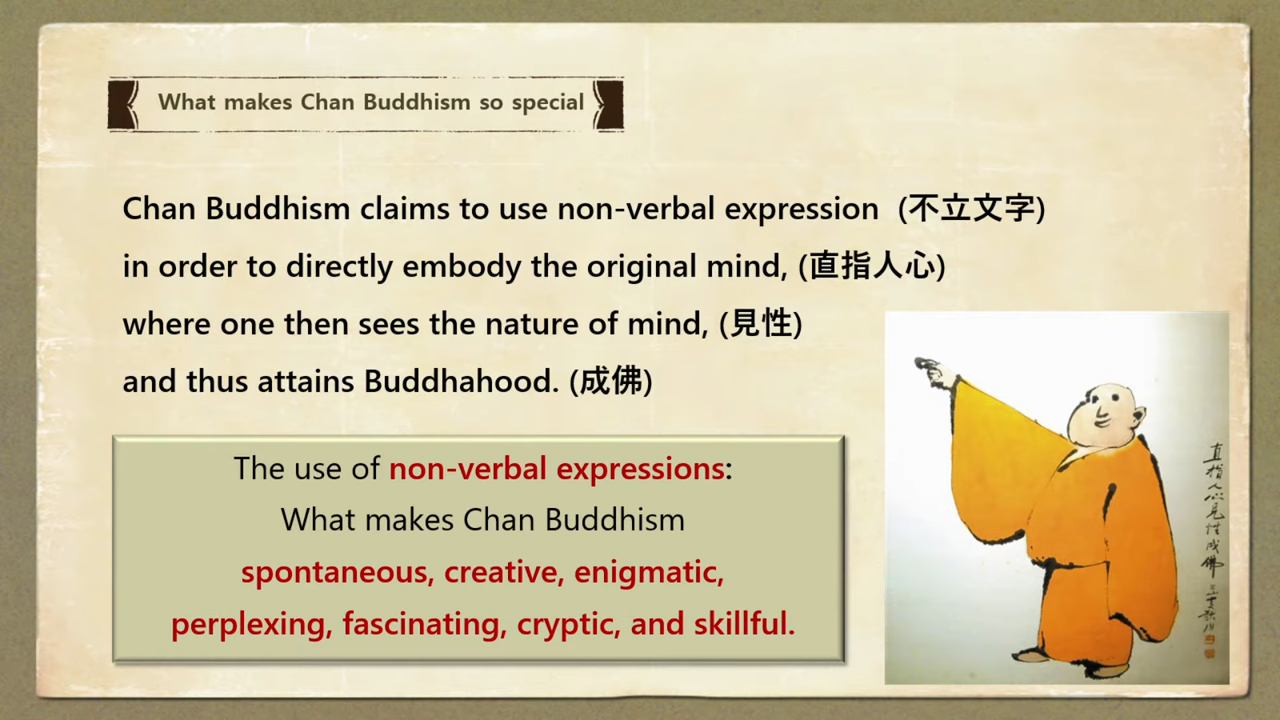 What makes Chan Buddhism so special
Chan Buddhism claims to use non-verbal expression (不立文字)
in order to directly embody the original mind, (直指人心)
where one then sees the nature of mind, (見性)
and thus attains Buddhahood. (成佛)
The use of non-verbal expressions:
What makes Chan Buddhism
spontaneous, creative, enigmatic,
perplexing, fascinating, cryptic, and skillful.
直指人心見性成佛